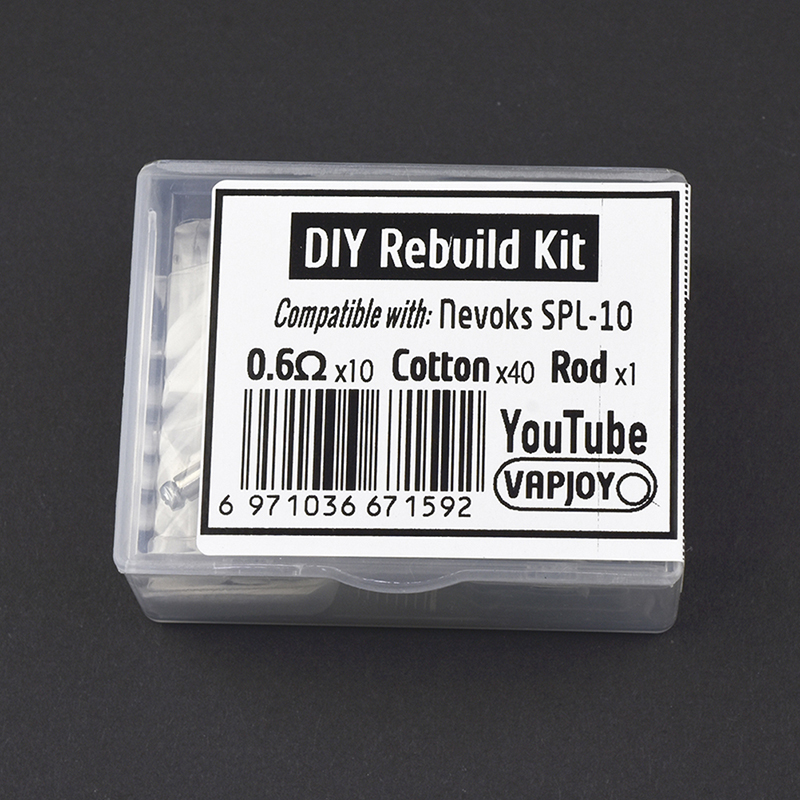 DIY Rebuild Kit
Compatible with: Nevoks SPL-10
0.6Ω x10 Cotton x40 Rod x1
YouTube
VAPJOY
6 971036 671592